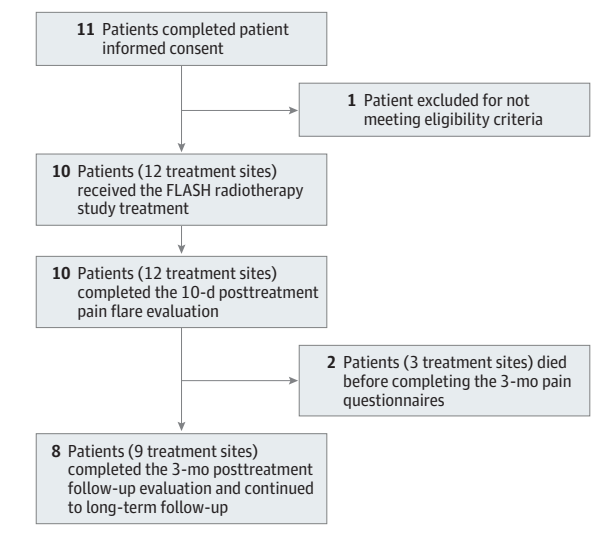 11 Patients completed patient
informed consent
1 Patient excluded for not
meeting eligibility criteria
10 Patients (12 treatment sites)
received the FLASH radiotherapy
study treatment
10 Patients (12 treatment sites)
completed the 10-d posttreatment
pain flare evaluation
2 Patients (3 treatment sites) died
before completing the 3-mo pain
questionnaires
8 Patients (9 treatment sites)
completed the 3-mo posttreatment
follow-up evaluation and continued
to long-term follow-up